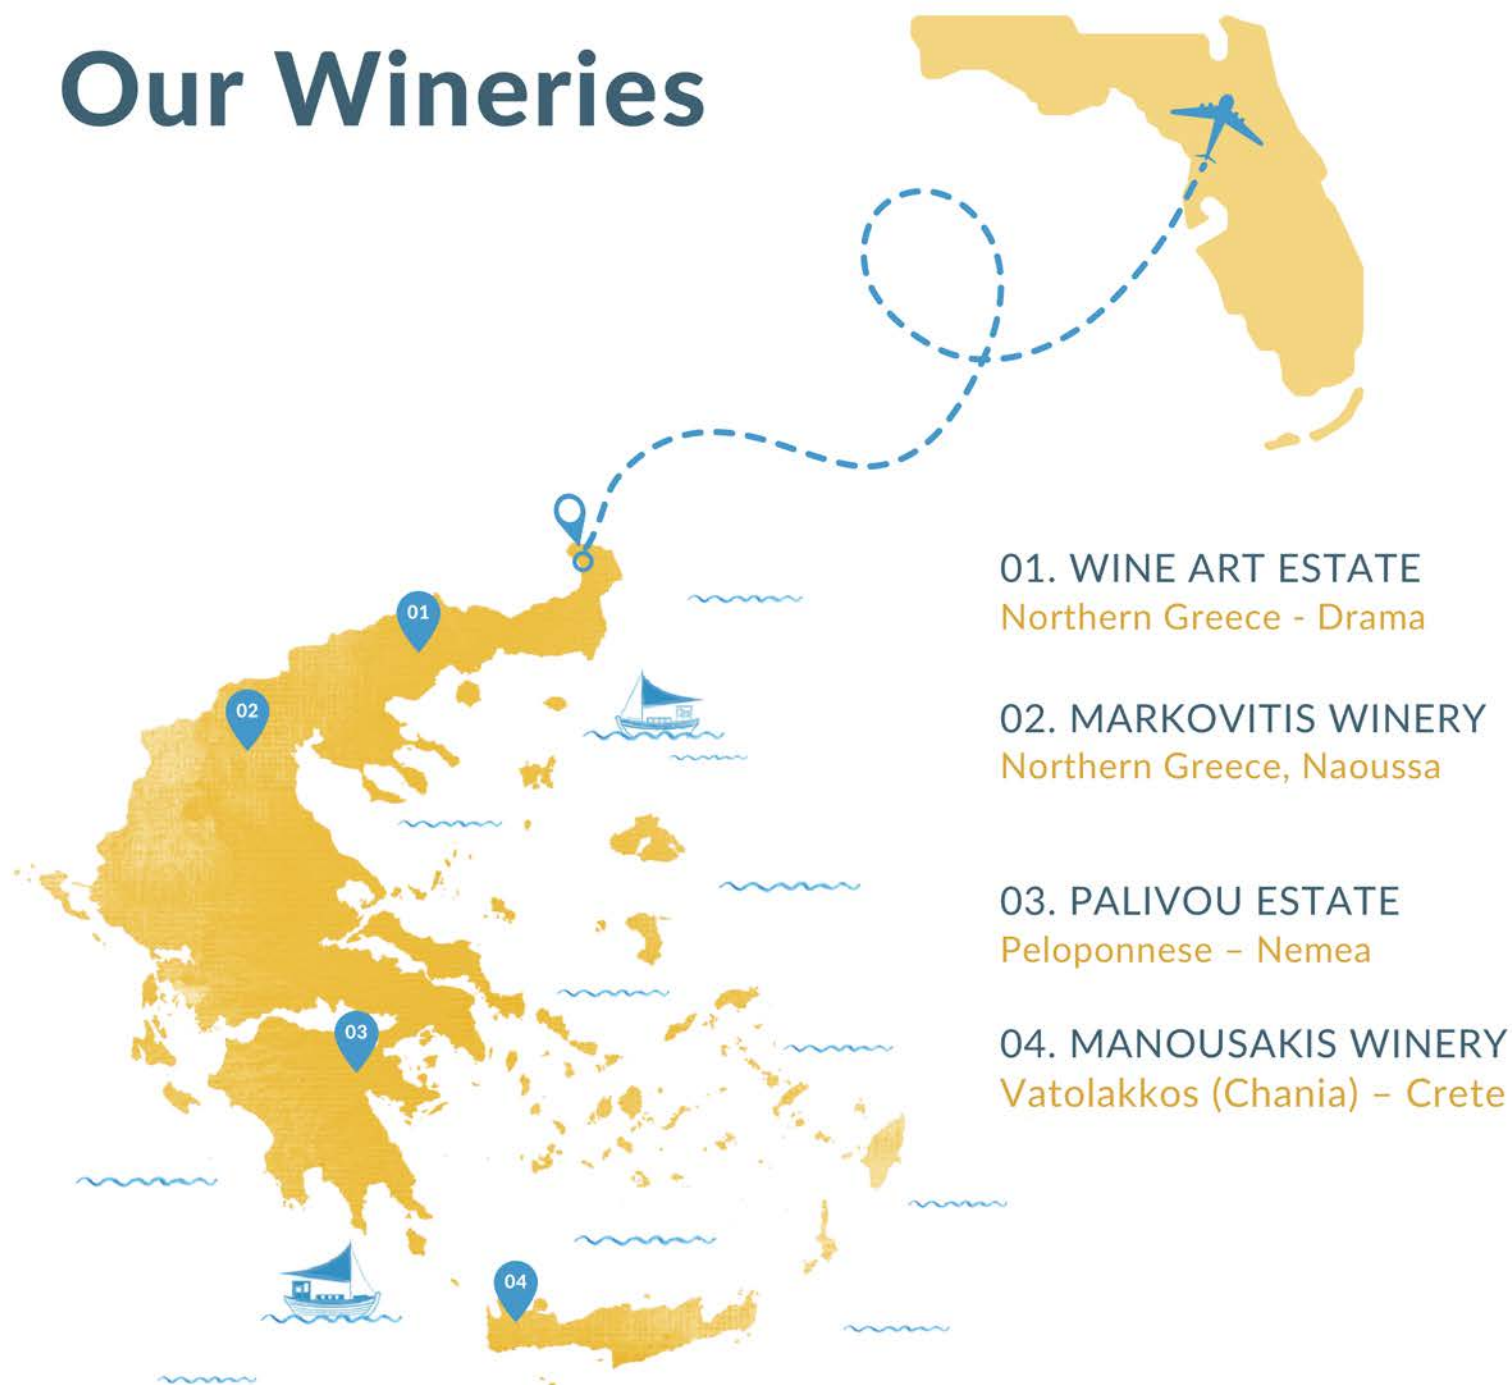 Our Wineries
01
02
03
04
01. WINE ART ESTATE
Northern Greece - Drama
02. MARKOVITIS WINERY
Northern Greece, Naoussa
03. PALIVOU ESTATE
Peloponnese – Nemea
04. MANOUSAKIS WINERY
Vatolakkos (Chania) – Crete